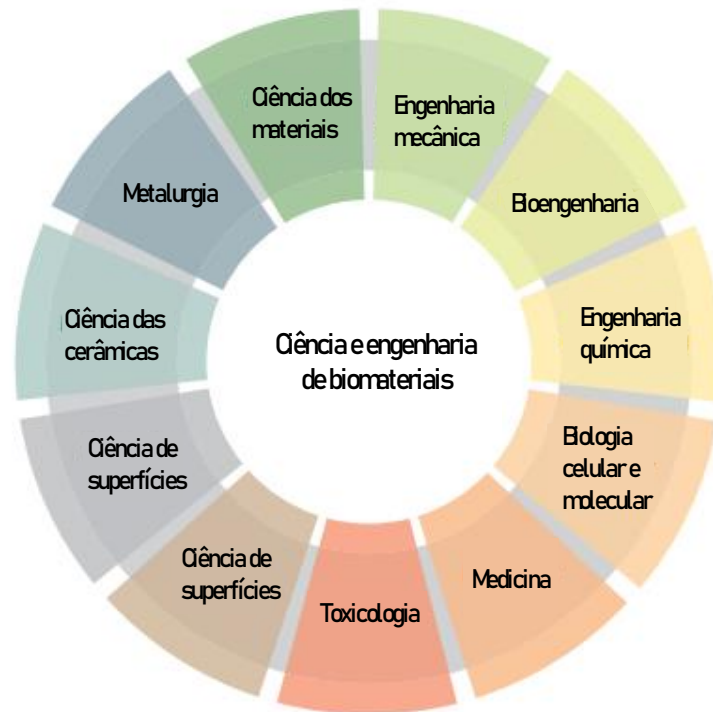 Ciência dos
materiais
Engenharia
mecânica
Bioengenharia
Engenharia
química
Biologia
celular e
molecular
Medicina
Toxicologia
Ciência de
superfícies
Ciência de
superfícies
Ciência das
cerâmicas
Metalurgia
Ciência e engenharia
de biomateriais